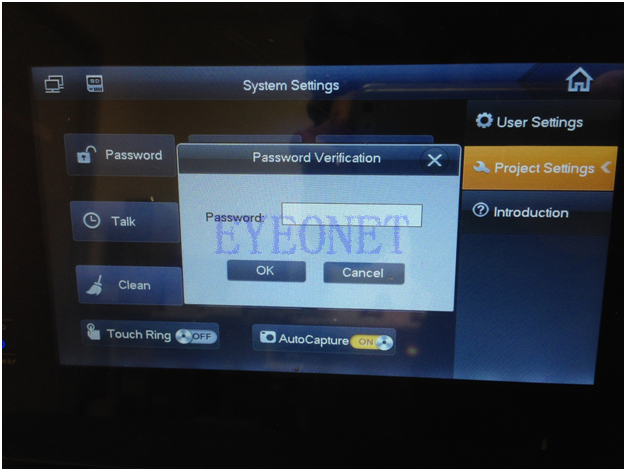 System Settings
User Settings
Password
Password Verification
Project Settings
Password:
Talk
EYEONET
Introduction
OK
Cancel
Clean
Touch Ring OFF
AutoCapture ON